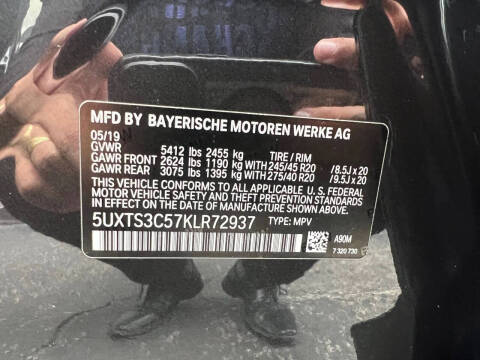 MFD BY BAYERISCHE MOTOREN WERKE AG
05/19
GVWR 5412 lbs 2455 kg TIRE / RIM
GAWR FRONT 2624 lbs 1190 kg W 245/45 R20 / 8.5J x 20
GAWR REAR 3075 lbs 1395 kg W 275/40 R20 / 9.5J x 20
THIS VEHICLE CONFORMS TO ALL APPLICABLE U. S. FEDERAL
MOTOR VEHICLE SAFETY AND THEFT PREVENTION STANDARDS
IN EFFECT ON THE DATE OF MANUFACTURE SHOWN ABOVE.
5UXTS3C57KLR72937 TYPE: MPV
A90M
7 320 730